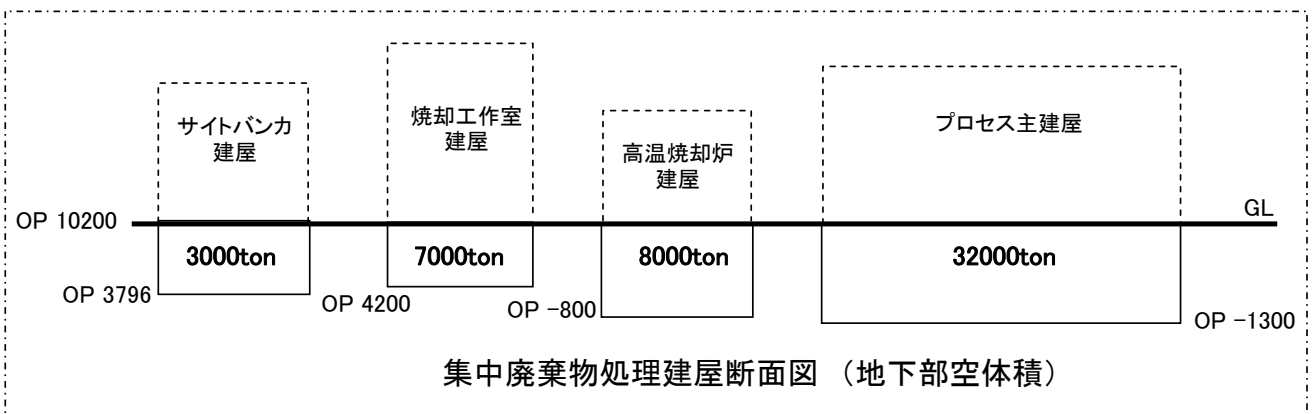 サイトバンカ
建屋
焼却工作室
建屋
高温焼却炉
建屋
プロセス主建屋
OP 10200
GL
3000ton
7000ton
8000ton
32000ton
OP 3796
OP 4200
OP -800
OP -1300
集中廃棄物処理建屋断面図 （地下部空体積）